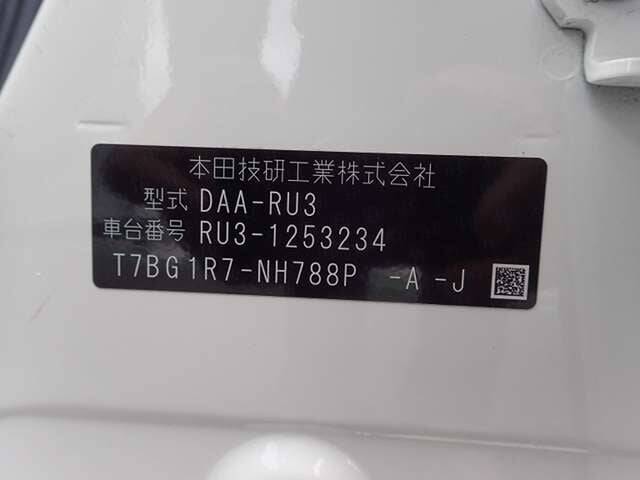 本田技研工業株式会社
型式 DAA-RU3
車台番号 RU3-1253234
T7BG1R7-NH788P -A -J